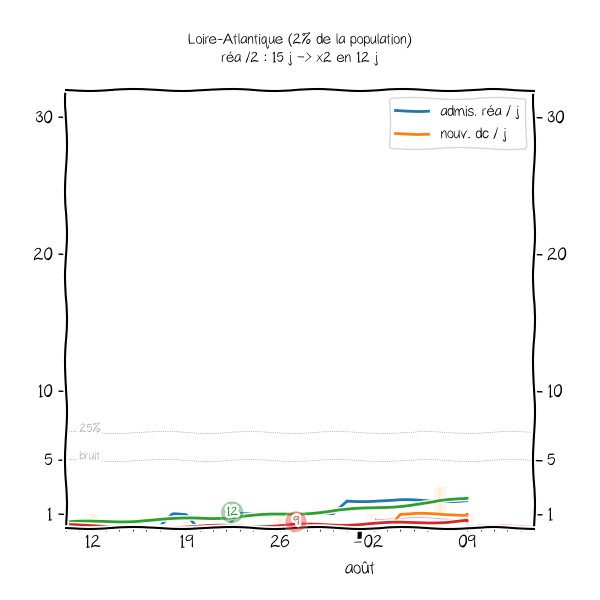 Loire-Atlantique (2% de la population)
réa /2 : 15 j -> x2 en 12 j
admis. réa / j
nouv. dc / j
30 30
20 20
10 10
25%
5 bruit 5
1 12 9 1
12 19 26 02 09
août